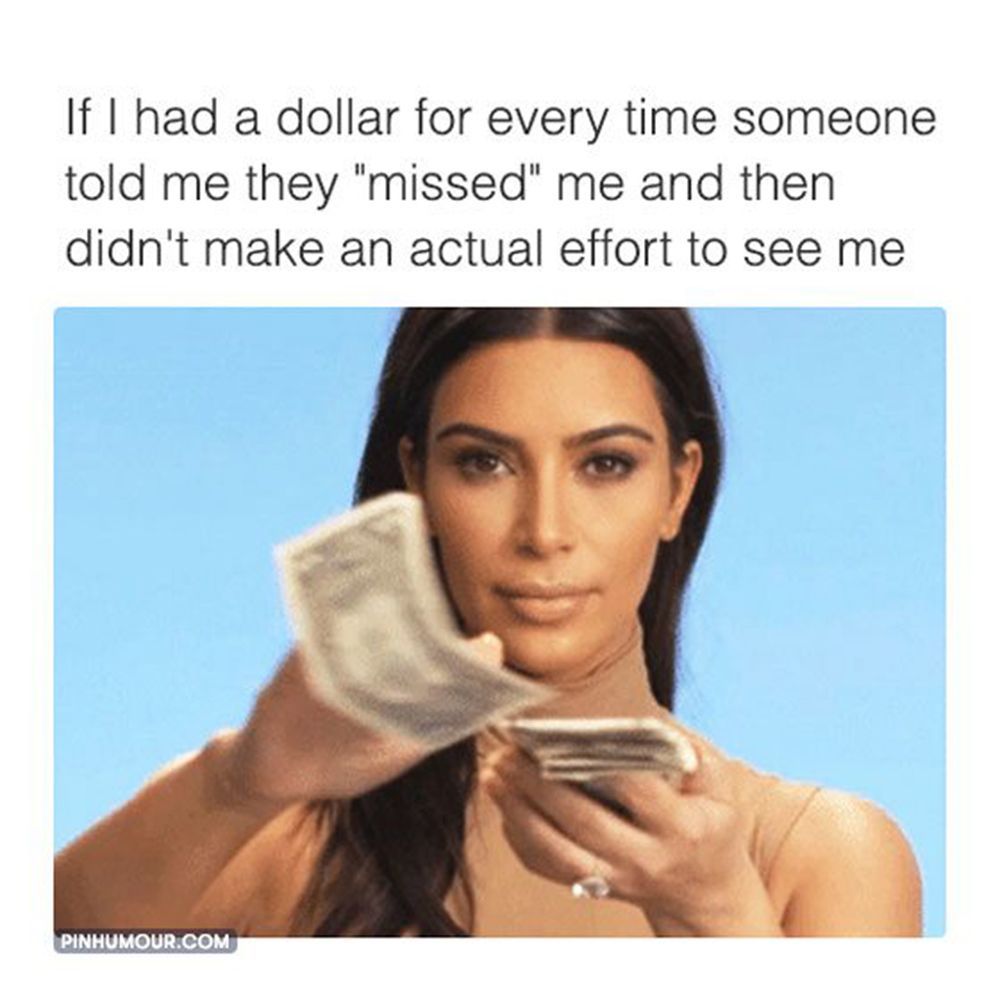 If I had a dollar for every time someone
told me they "missed" me and then
didn't make an actual effort to see me
PINHUMOUR.COM